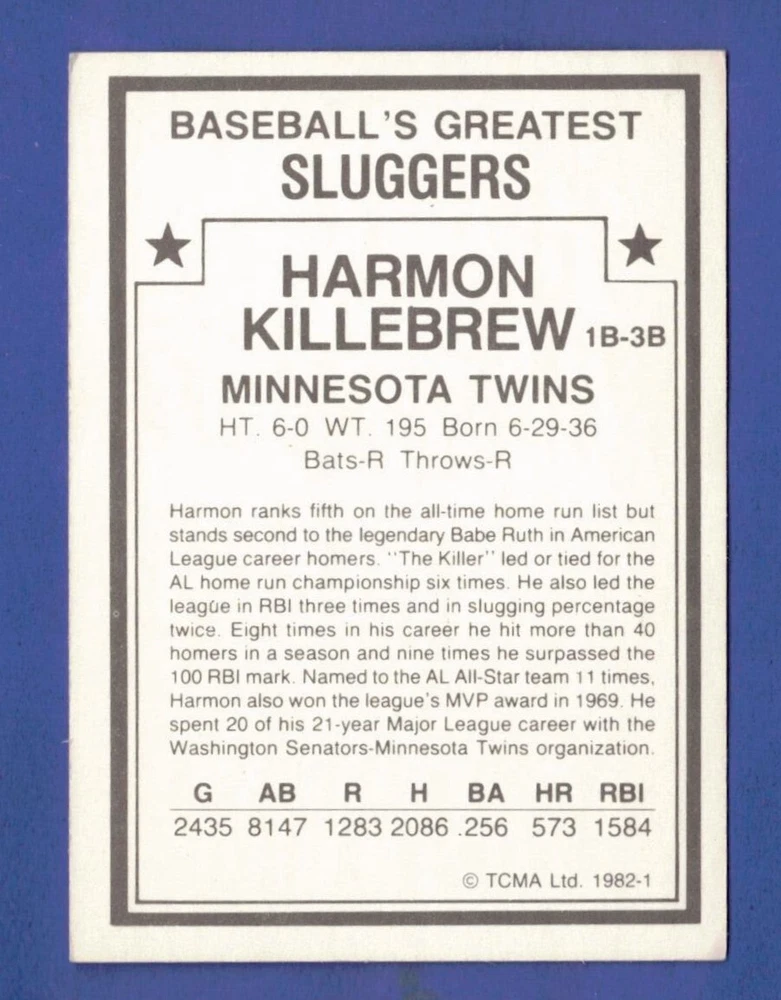 BASEBALL'S GREATEST
SLUGGERS
HARMON
KILLEBREW 1B-3B
MINNESOTA TWINS
HT. 6-0 WT. 195 Born 6-29-36
Bats-R Throws-R
Harmon ranks fifth on the all-time home run list but
stands second to the legendary Babe Ruth in American
League career homers. "The Killer" led or tied for the
AL home run championship six times. He also led the
league in RBI three times and in slugging percentage
twice. Eight times in his career he hit more than 40
homers in a season and nine times he surpassed the
100 RBI mark. Named to the AL All-Star team 11 times,
Harmon also won the league's MVP award in 1969. He
spent 20 of his 21-year Major League career with the
Washington Senators-Minnesota Twins organization.
G AB R H BA HR RBI
2435 8147 1283 2086 .256 573 1584
© TCMA Ltd. 1982-1